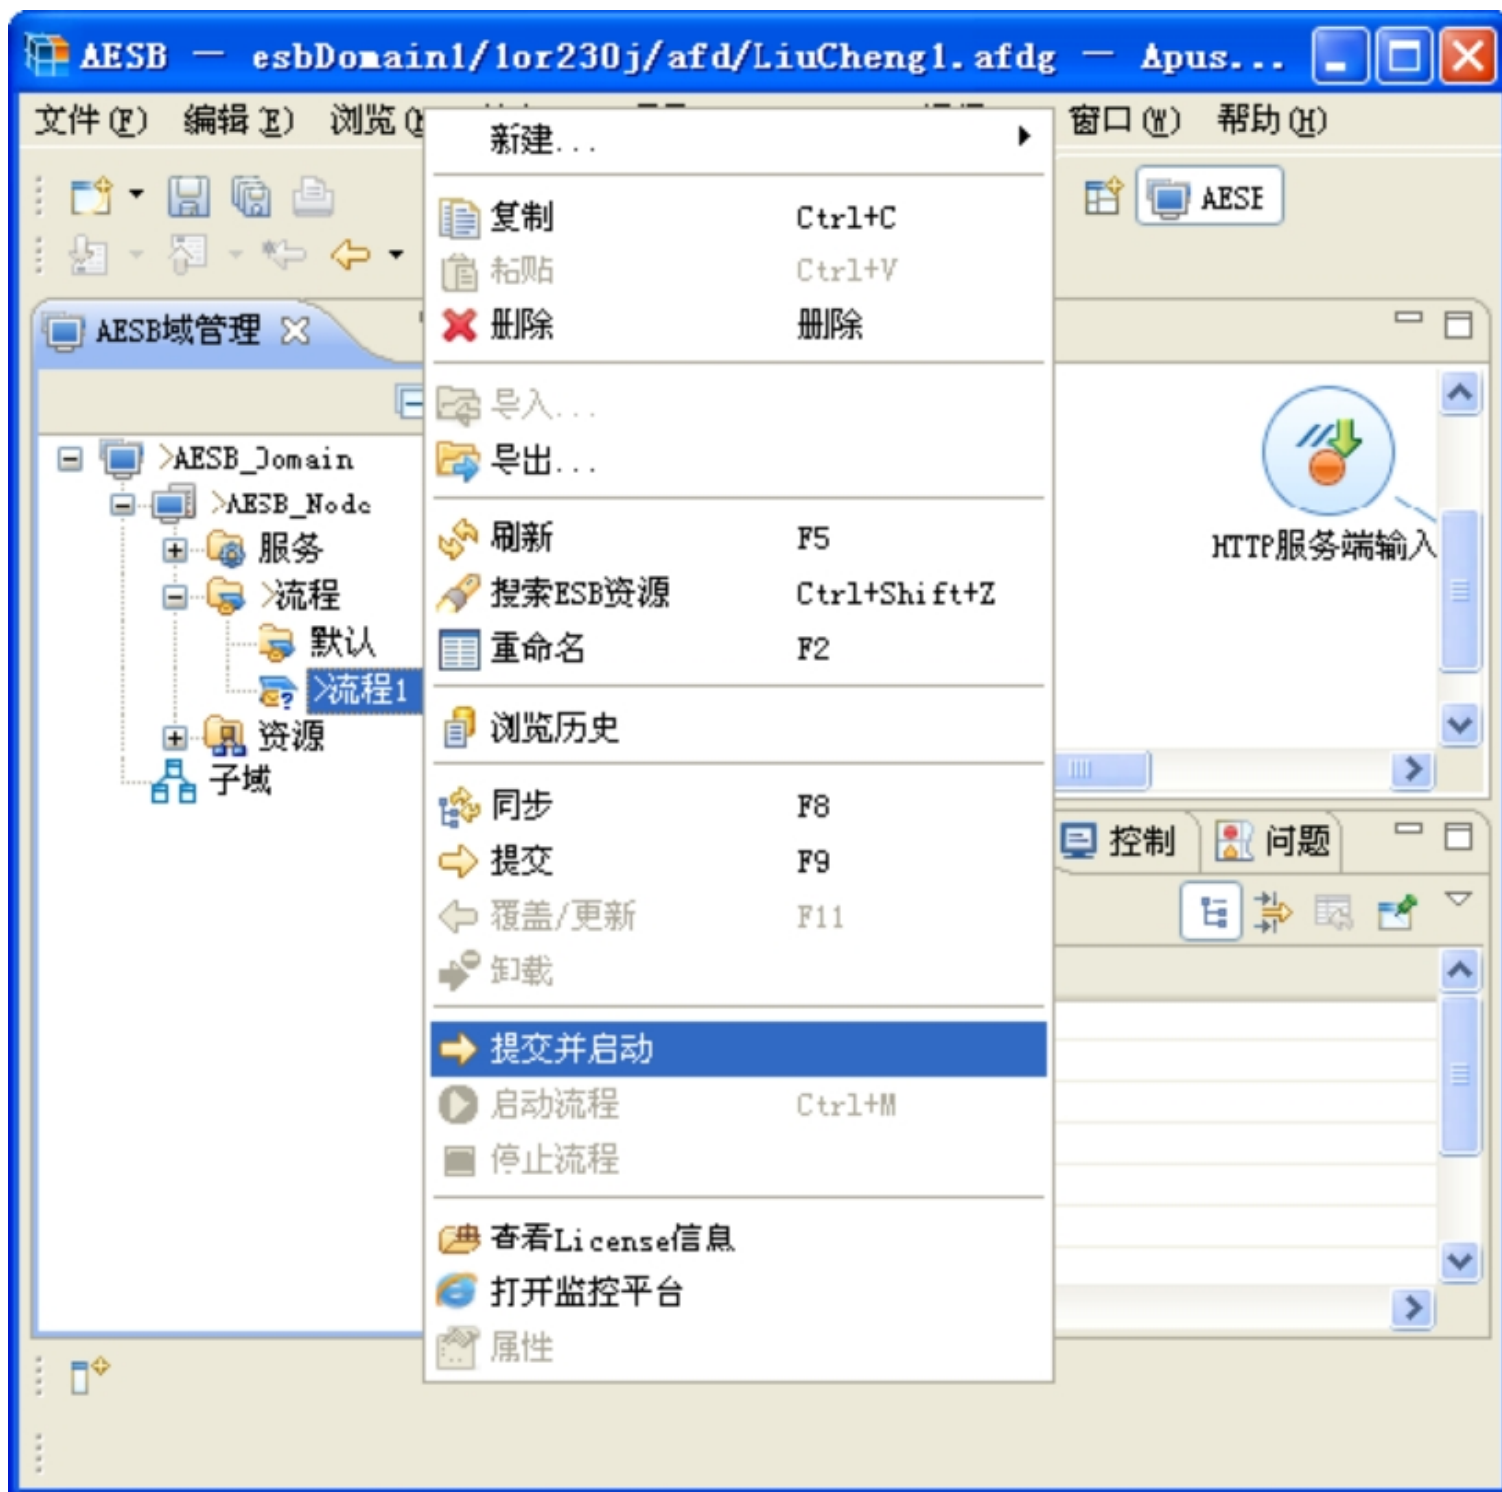 AESB — esbDomain1/1or230j/afd/LiuCheng1.afdg — Apus...
文件(F) 编辑(E) 浏览 窗口(W) 帮助(H)
AESB域管理
>AESB_Domain
>AESB_Node
服务
>流程
默认
>流程1
资源
子域
新建...
复制 Ctrl+C
粘贴 Ctrl+V
删除 删除
导入...
导出...
刷新 F5
搜索ESB资源 Ctrl+Shift+Z
重命名 F2
浏览历史
同步 F8
提交 F9
覆盖/更新 F11
卸载
提交并启动
启动流程 Ctrl+M
停止流程
查看License信息
打开监控平台
属性
HTTP服务端输入
控制 问题